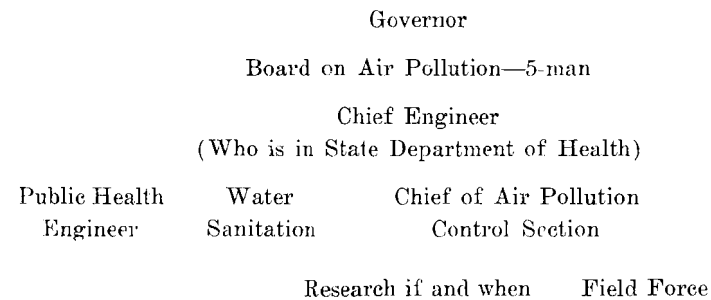 Governor
Board on Air Pollution—5-man
Chief Engineer
(Who is in State Department of Health)
Public Health Water Chief of Air Pollution
Engineer Sanitation Control Section
Research if and when Field Force